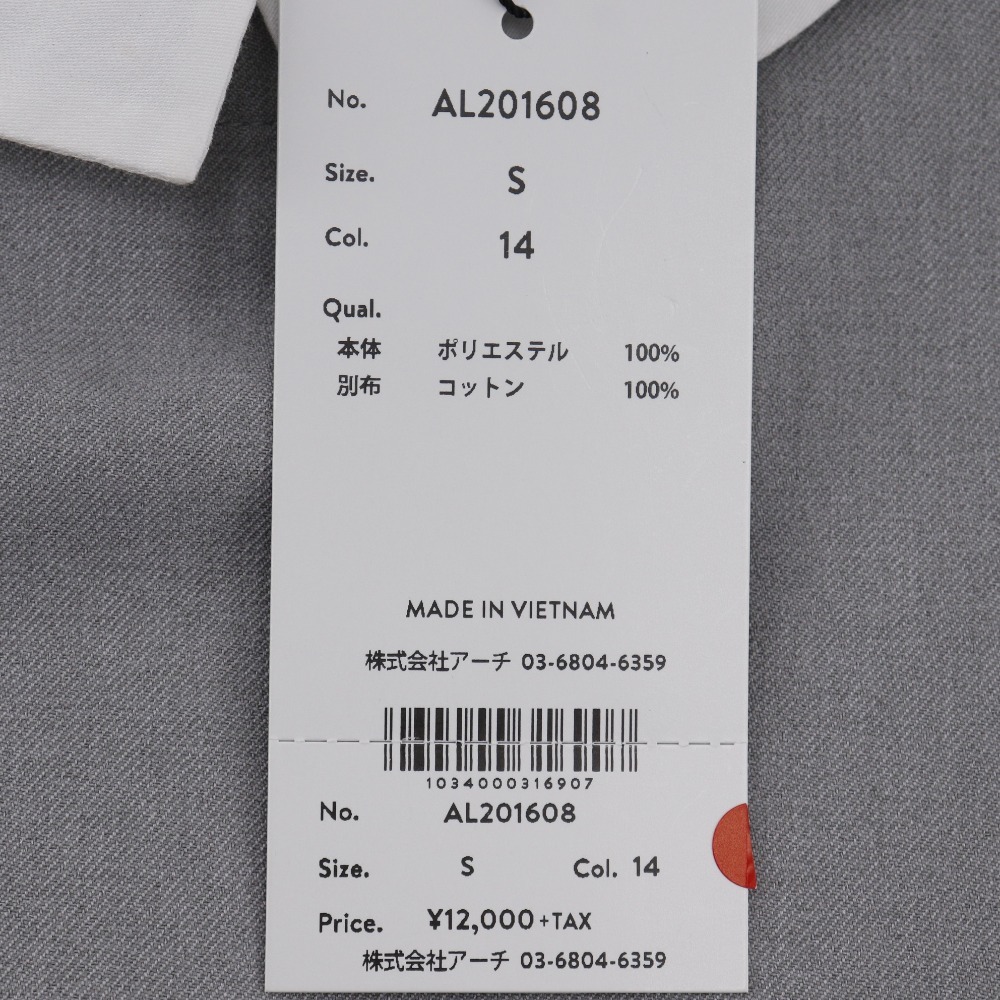 No. AL201608
Size. S
Col. 14
Qual.
本体 ポリエステル 100%
別布 コットン 100%
MADE IN VIETNAM
株式会社アーチ 03-6804-6359
1034000316907
No. AL201608
Size. S Col. 14
Price. ¥12,000+TAX
株式会社アーチ 03-6804-6359